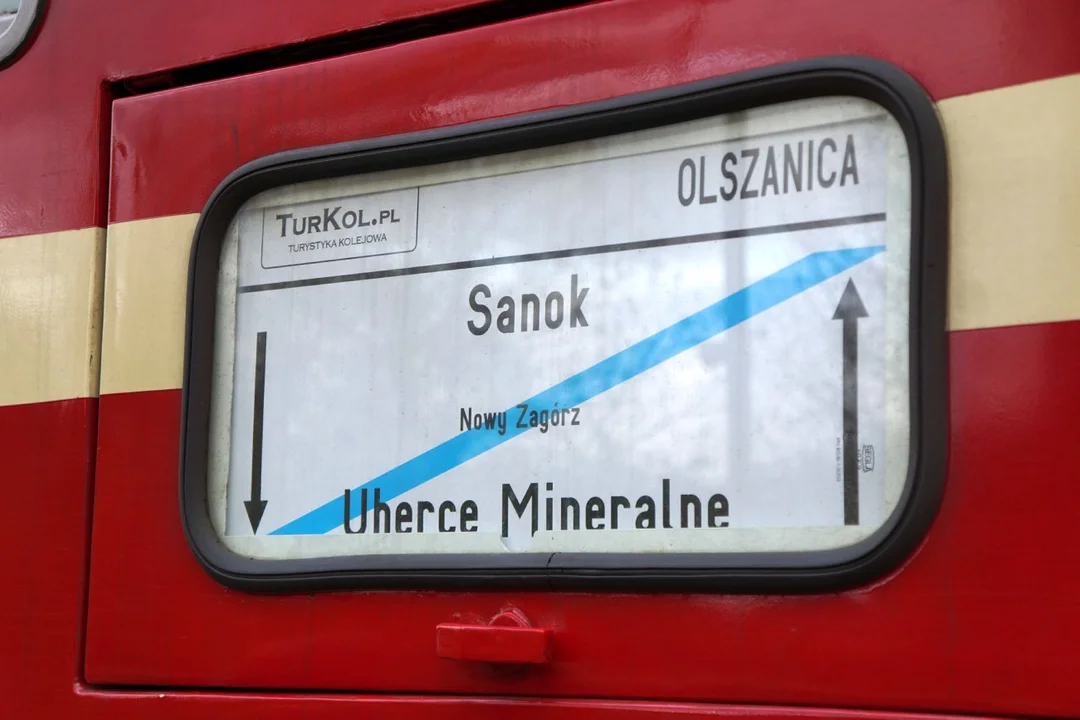 OLSZANICA
TURKOL.PL
TURYSTYKA KOLEJOWA
Sanok
Nowy Zagórz
Uherce Mineralne